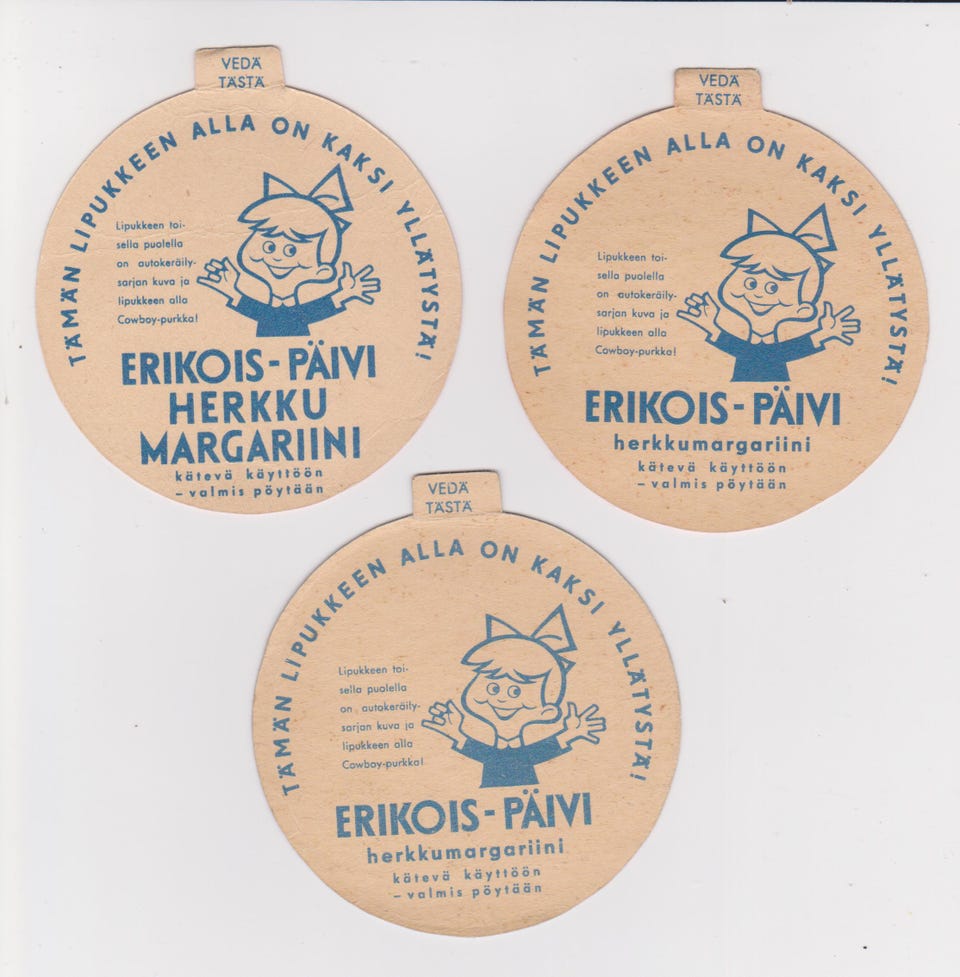 VEDÄ
TÄSTÄ
TÄMÄN LIPUKKEEN ALLA ON KAKSI YLLÄTYSTÄ!
Lipukkeen toi-
sella puolella
on autokeräily-
sarjan kuva ja
lipukkeen alla
Cowboy-purkka!
ERIKOIS-PÄIVI
HERKKU
MARGARIINI
kätevä käyttöön
– valmis pöytään
VEDÄ
TÄSTÄ
TÄMÄN LIPUKKEEN ALLA ON KAKSI YLLÄTYSTÄ!
Lipukkeen toi-
sella puolella
on autokeräily-
sarjan kuva ja
lipukkeen alla
Cowboy-purkka!
ERIKOIS-PÄIVI
herkkumargariini
kätevä käyttöön
– valmis pöytään
VEDÄ
TÄSTÄ
TÄMÄN LIPUKKEEN ALLA ON KAKSI YLLÄTYSTÄ!
Lipukkeen toi-
sella puolella
on autokeräily-
sarjan kuva ja
lipukkeen alla
Cowboy-purkka!
ERIKOIS-PÄIVI
herkkumargariini
kätevä käyttöön
– valmis pöytään